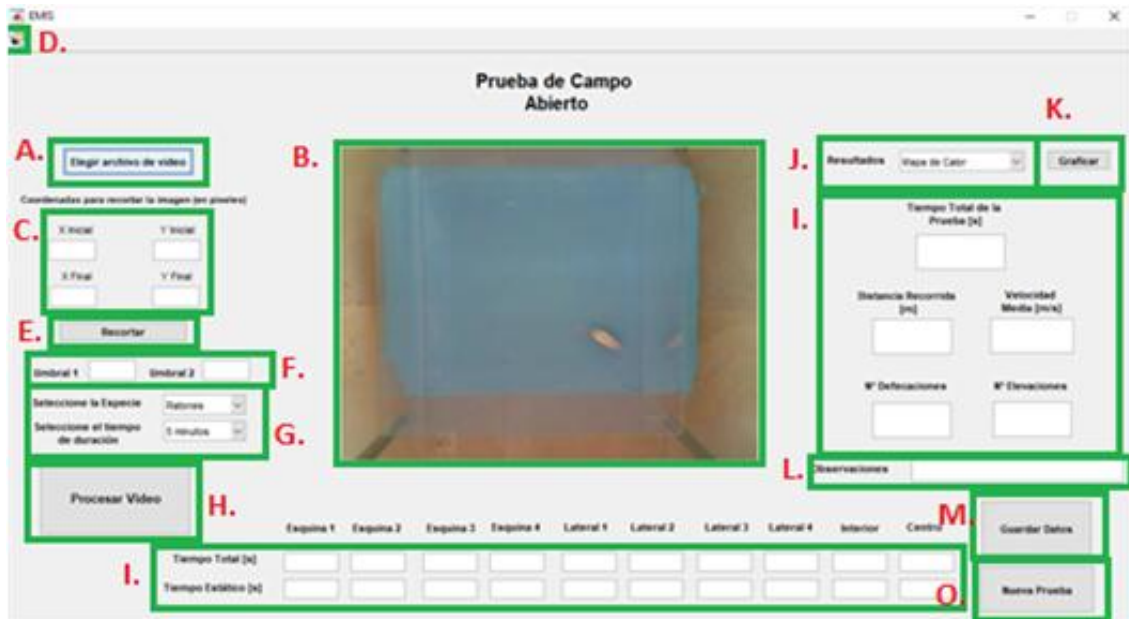 EMIS
D.
Prueba de Campo
Abierto
K.
A.
Elegir archivo de video
B.
J.
Resultados
Mapa de Calor
Graficar
Coordenadas para recortar la imagen (en pixeles)
C.
X Inicial
Y Inicial
X Final
Y Final
I.
Tiempo Total de la
Prueba [s]
Distancia Recorrida
[m]
Velocidad
Media [m/s]
E.
Recortar
F.
Umbral 1
Umbral 2
Nº Defecaciones
Nº Elevaciones
Seleccione la Especie
Ratones
Seleccione el tiempo
de duración
5 minutos
G.
L.
Observaciones
Procesar Video
H.
M.
Guardar Datos
Esquina 1 Esquina 2 Esquina 3 Esquina 4 Lateral 1 Lateral 2 Lateral 3 Lateral 4 Interior Centro
I.
Tiempo Total [s]
Tiempo Estático [s]
O.
Nueva Prueba